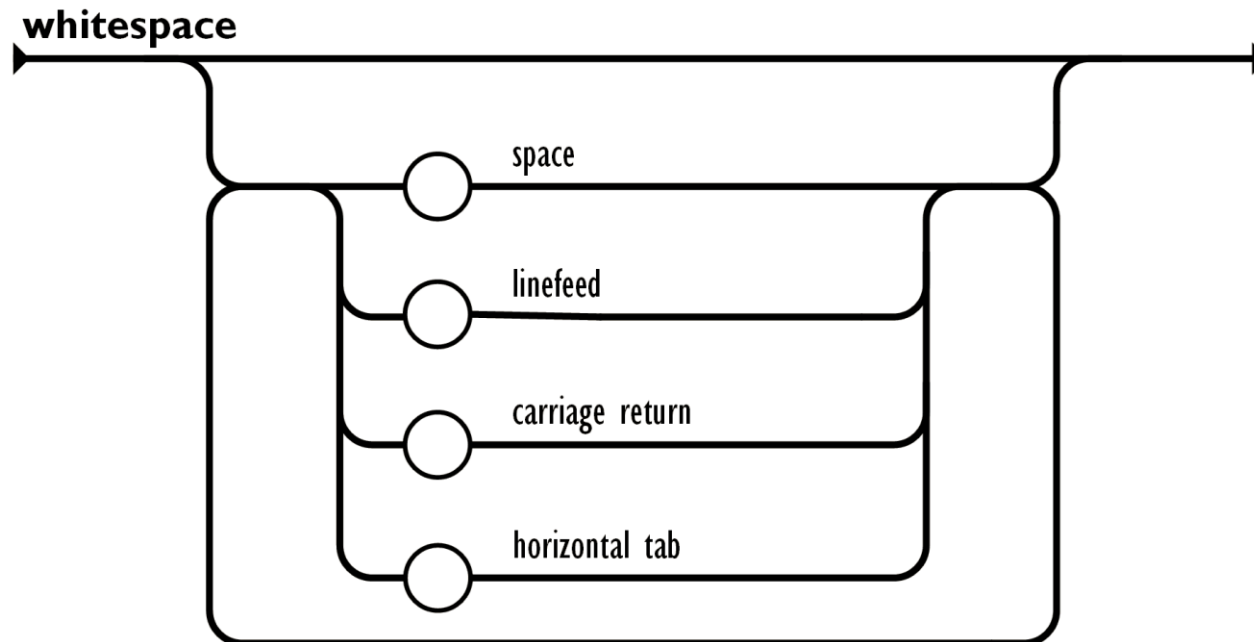 whitespace
space
linefeed
carriage return
horizontal tab